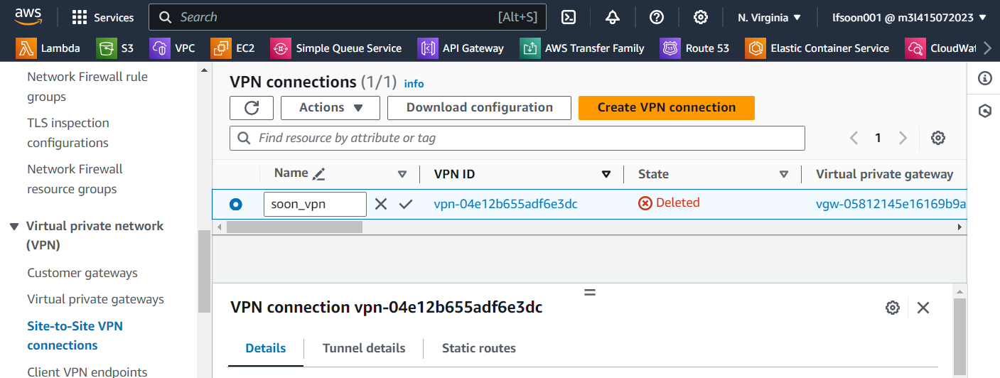 aws Services Search [Alt+S] N. Virginia lfsoon001 @ m3l415072023
Lambda S3 VPC EC2 Simple Queue Service API Gateway AWS Transfer Family Route 53 Elastic Container Service CloudWat
Network Firewall rule
groups
TLS inspection
configurations
Network Firewall
resource groups
Virtual private network
(VPN)
Customer gateways
Virtual private gateways
Site-to-Site VPN
connections
Client VPN endpoints
VPN connections (1/1) info
Actions Download configuration Create VPN connection
Find resource by attribute or tag 1
Name VPN ID State Virtual private gateway
soon_vpn vpn-04e12b655adf6e3dc Deleted vgw-05812145e16169b9a
VPN connection vpn-04e12b655adf6e3dc
Details Tunnel details Static routes